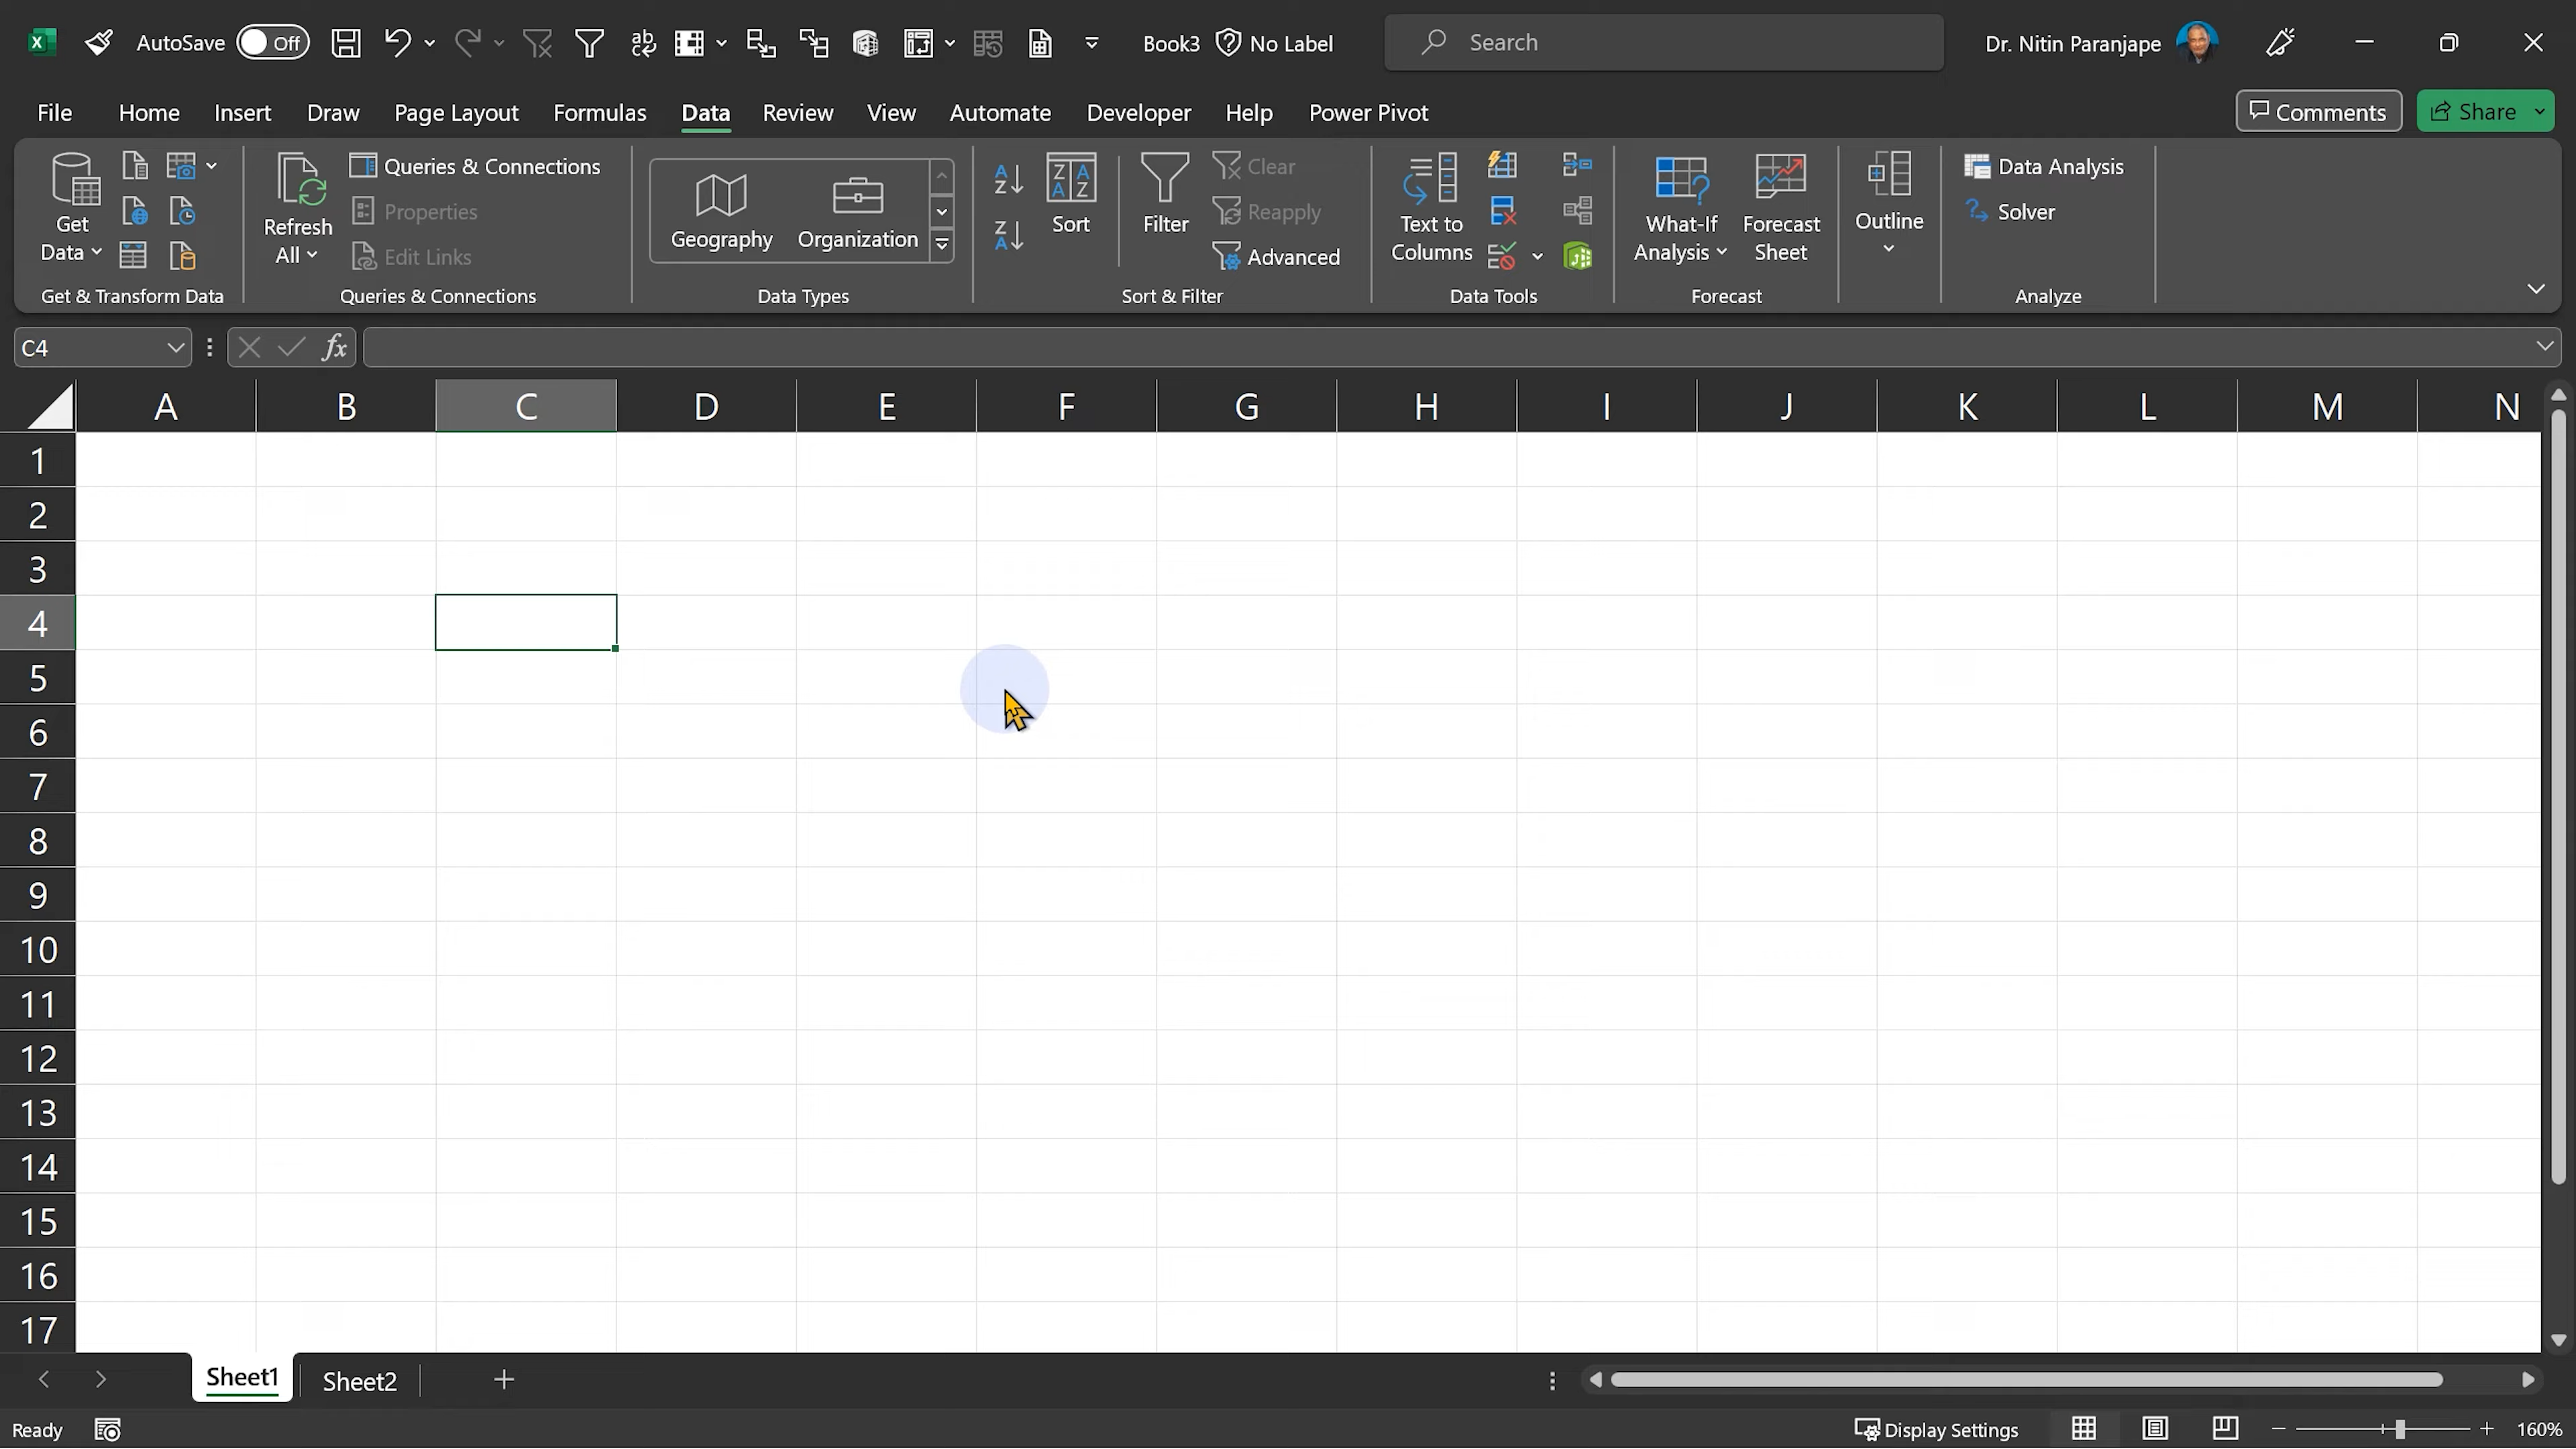 AutoSave Off Book3 No Label Search Dr. Nitin Paranjape
File Home Insert Draw Page Layout Formulas Data Review View Automate Developer Help Power Pivot Comments Share
Get Data
Refresh All
Queries & Connections
Properties
Edit Links
Geography
Organization
Sort
Filter
Clear
Reapply
Advanced
Text to Columns
What-If Analysis
Forecast Sheet
Outline
Data Analysis
Solver
Get & Transform Data Queries & Connections Data Types Sort & Filter Data Tools Forecast Analyze
C4 fx
A B C D E F G H I J K L M N
1
2
3
4
5
6
7
8
9
10
11
12
13
14
15
16
17
Sheet1 Sheet2
Ready Display Settings 160%